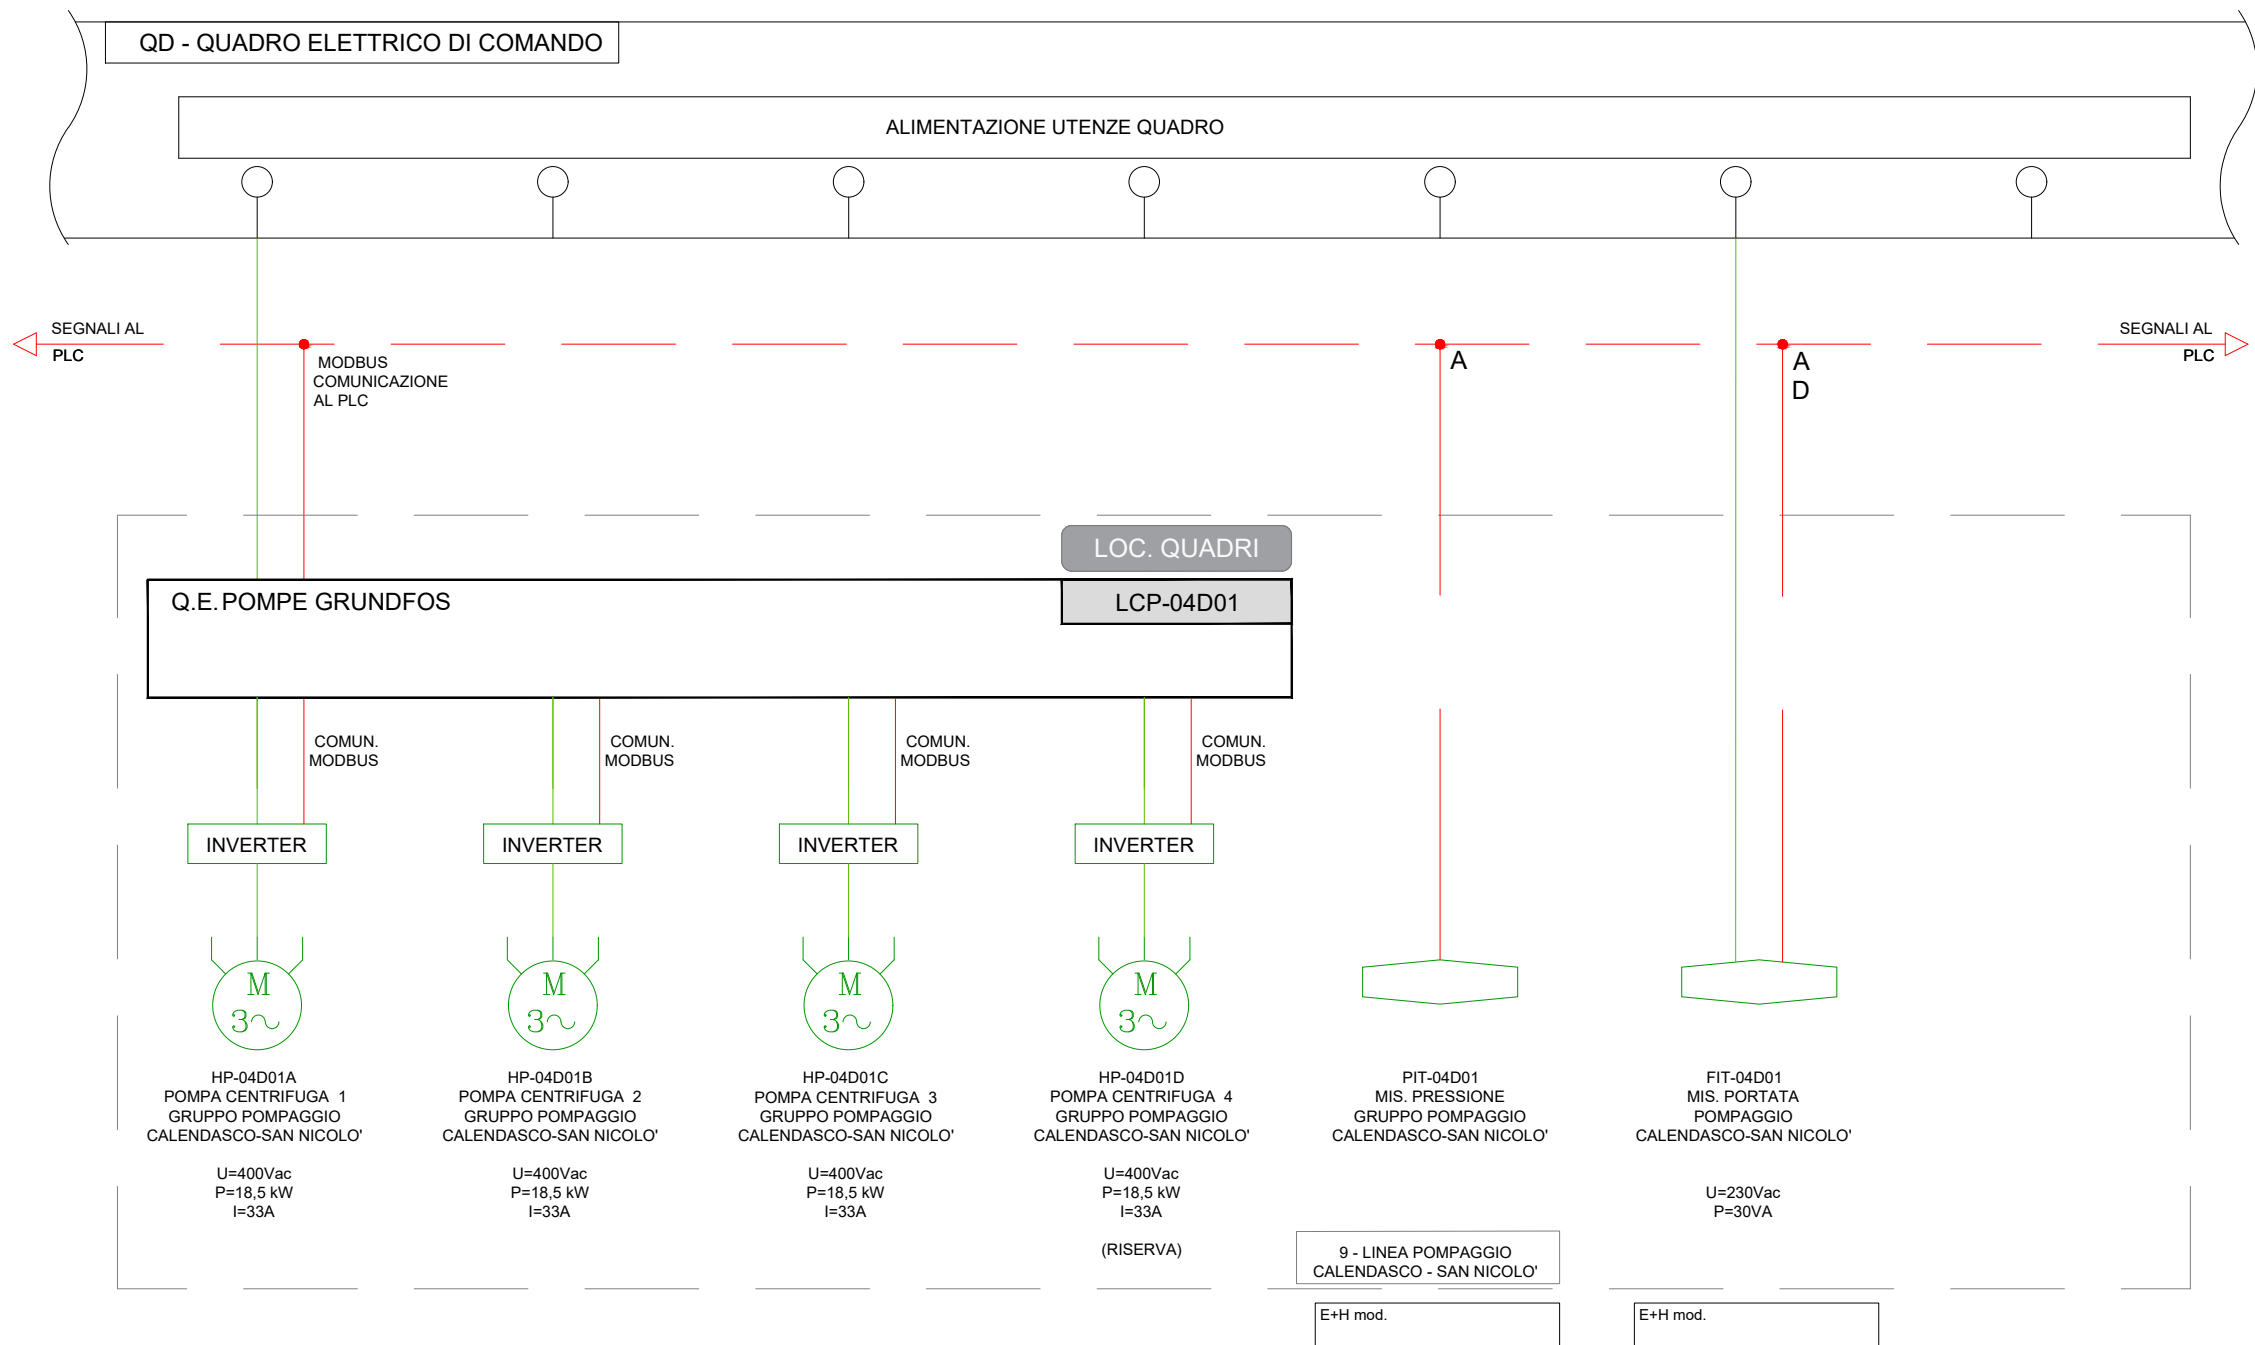 QD - QUADRO ELETTRICO DI COMANDO
ALIMENTAZIONE UTENZE QUADRO
SEGNALI AL
PLC
SEGNALI AL
PLC
MODBUS
COMUNICAZIONE
AL PLC
A
A
D
LOC. QUADRI
Q.E. POMPE GRUNDFOS
LCP-04D01
COMUN.
MODBUS
COMUN.
MODBUS
COMUN.
MODBUS
COMUN.
MODBUS
INVERTER
INVERTER
INVERTER
INVERTER
M
3~
M
3~
M
3~
M
3~
HP-04D01A
POMPA CENTRIFUGA 1
GRUPPO POMPAGGIO
CALENDASCO-SAN NICOLO'
U=400Vac
P=18,5 kW
I=33A
HP-04D01B
POMPA CENTRIFUGA 2
GRUPPO POMPAGGIO
CALENDASCO-SAN NICOLO'
U=400Vac
P=18,5 kW
I=33A
HP-04D01C
POMPA CENTRIFUGA 3
GRUPPO POMPAGGIO
CALENDASCO-SAN NICOLO'
U=400Vac
P=18,5 kW
I=33A
HP-04D01D
POMPA CENTRIFUGA 4
GRUPPO POMPAGGIO
CALENDASCO-SAN NICOLO'
U=400Vac
P=18,5 kW
I=33A
(RISERVA)
PIT-04D01
MIS. PRESSIONE
GRUPPO POMPAGGIO
CALENDASCO-SAN NICOLO'
FIT-04D01
MIS. PORTATA
POMPAGGIO
CALENDASCO-SAN NICOLO'
U=230Vac
P=30VA
9 - LINEA POMPAGGIO
CALENDASCO - SAN NICOLO'
E+H mod.
E+H mod.